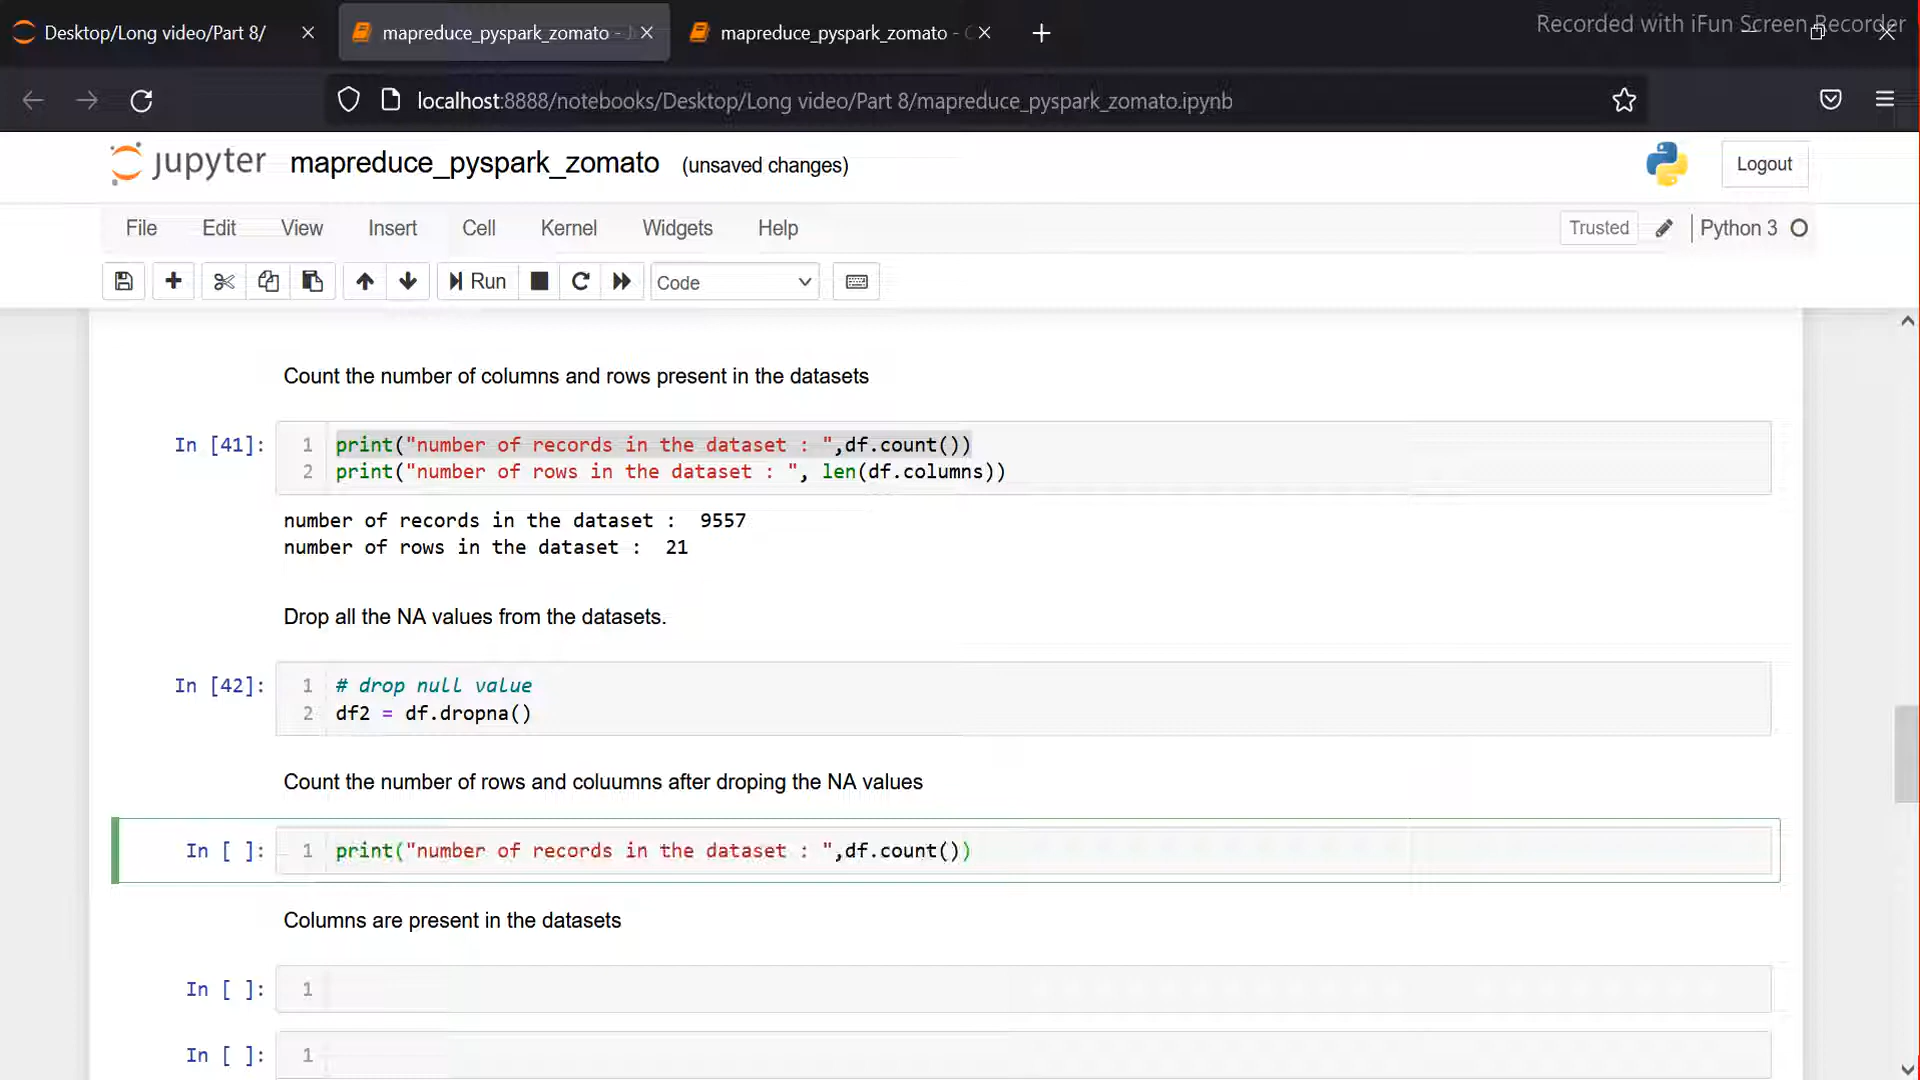 Recorded with iFun Screen Recorder
Desktop/Long video/Part 8/
mapreduce_pyspark_zomato -
mapreduce_pyspark_zomato -
localhost:8888/notebooks/Desktop/Long video/Part 8/mapreduce_pyspark_zomato.ipynb
jupyter mapreduce_pyspark_zomato (unsaved changes)
Logout
File Edit View Insert Cell Kernel Widgets Help
Trusted Python 3
Run Code
Count the number of columns and rows present in the datasets
In [41]: 1 print("number of records in the dataset : ",df.count())
2 print("number of rows in the dataset : ", len(df.columns))
number of records in the dataset :  9557
number of rows in the dataset :  21
Drop all the NA values from the datasets.
In [42]: 1 # drop null value
2 df2 = df.dropna()
Count the number of rows and coluumns after droping the NA values
In [ ]: 1 print("number of records in the dataset : ",df.count())
Columns are present in the datasets
In [ ]: 1
In [ ]: 1